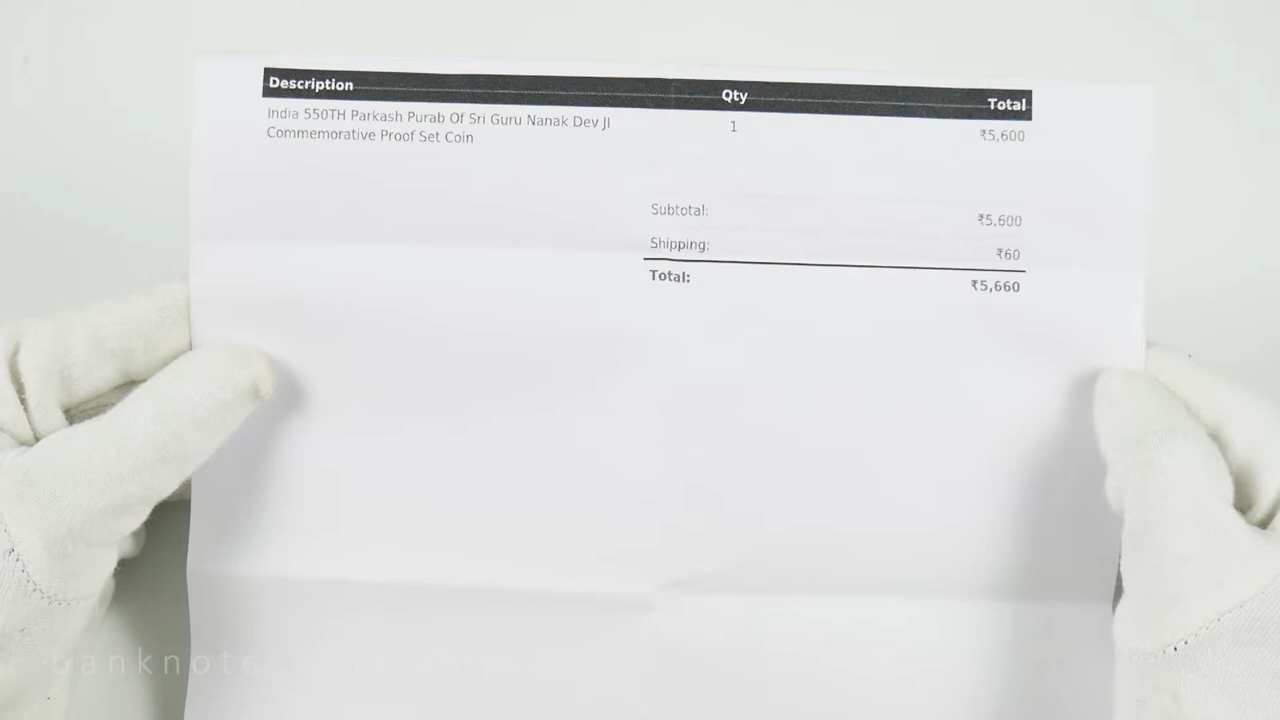 Description Qty Total
India 550TH Parkash Purab Of Sri Guru Nanak Dev JI 1 ₹5,600
Commemorative Proof Set Coin
Subtotal: ₹5,600
Shipping: ₹60
Total: ₹5,660